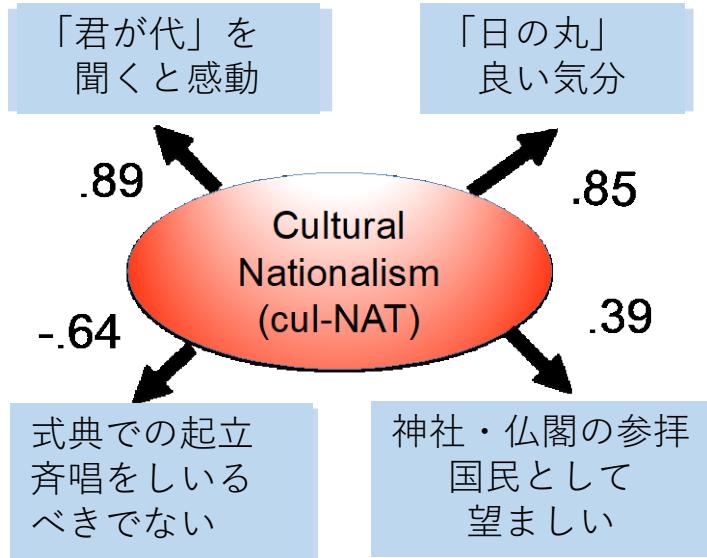 「君が代」を
聞くと感動
「日の丸」
良い気分
.89
.85
Cultural
Nationalism
(cul-NAT)
-.64
.39
式典での起立
斉唱をしいる
べきでない
神社・仏閣の参拝
国民として
望ましい